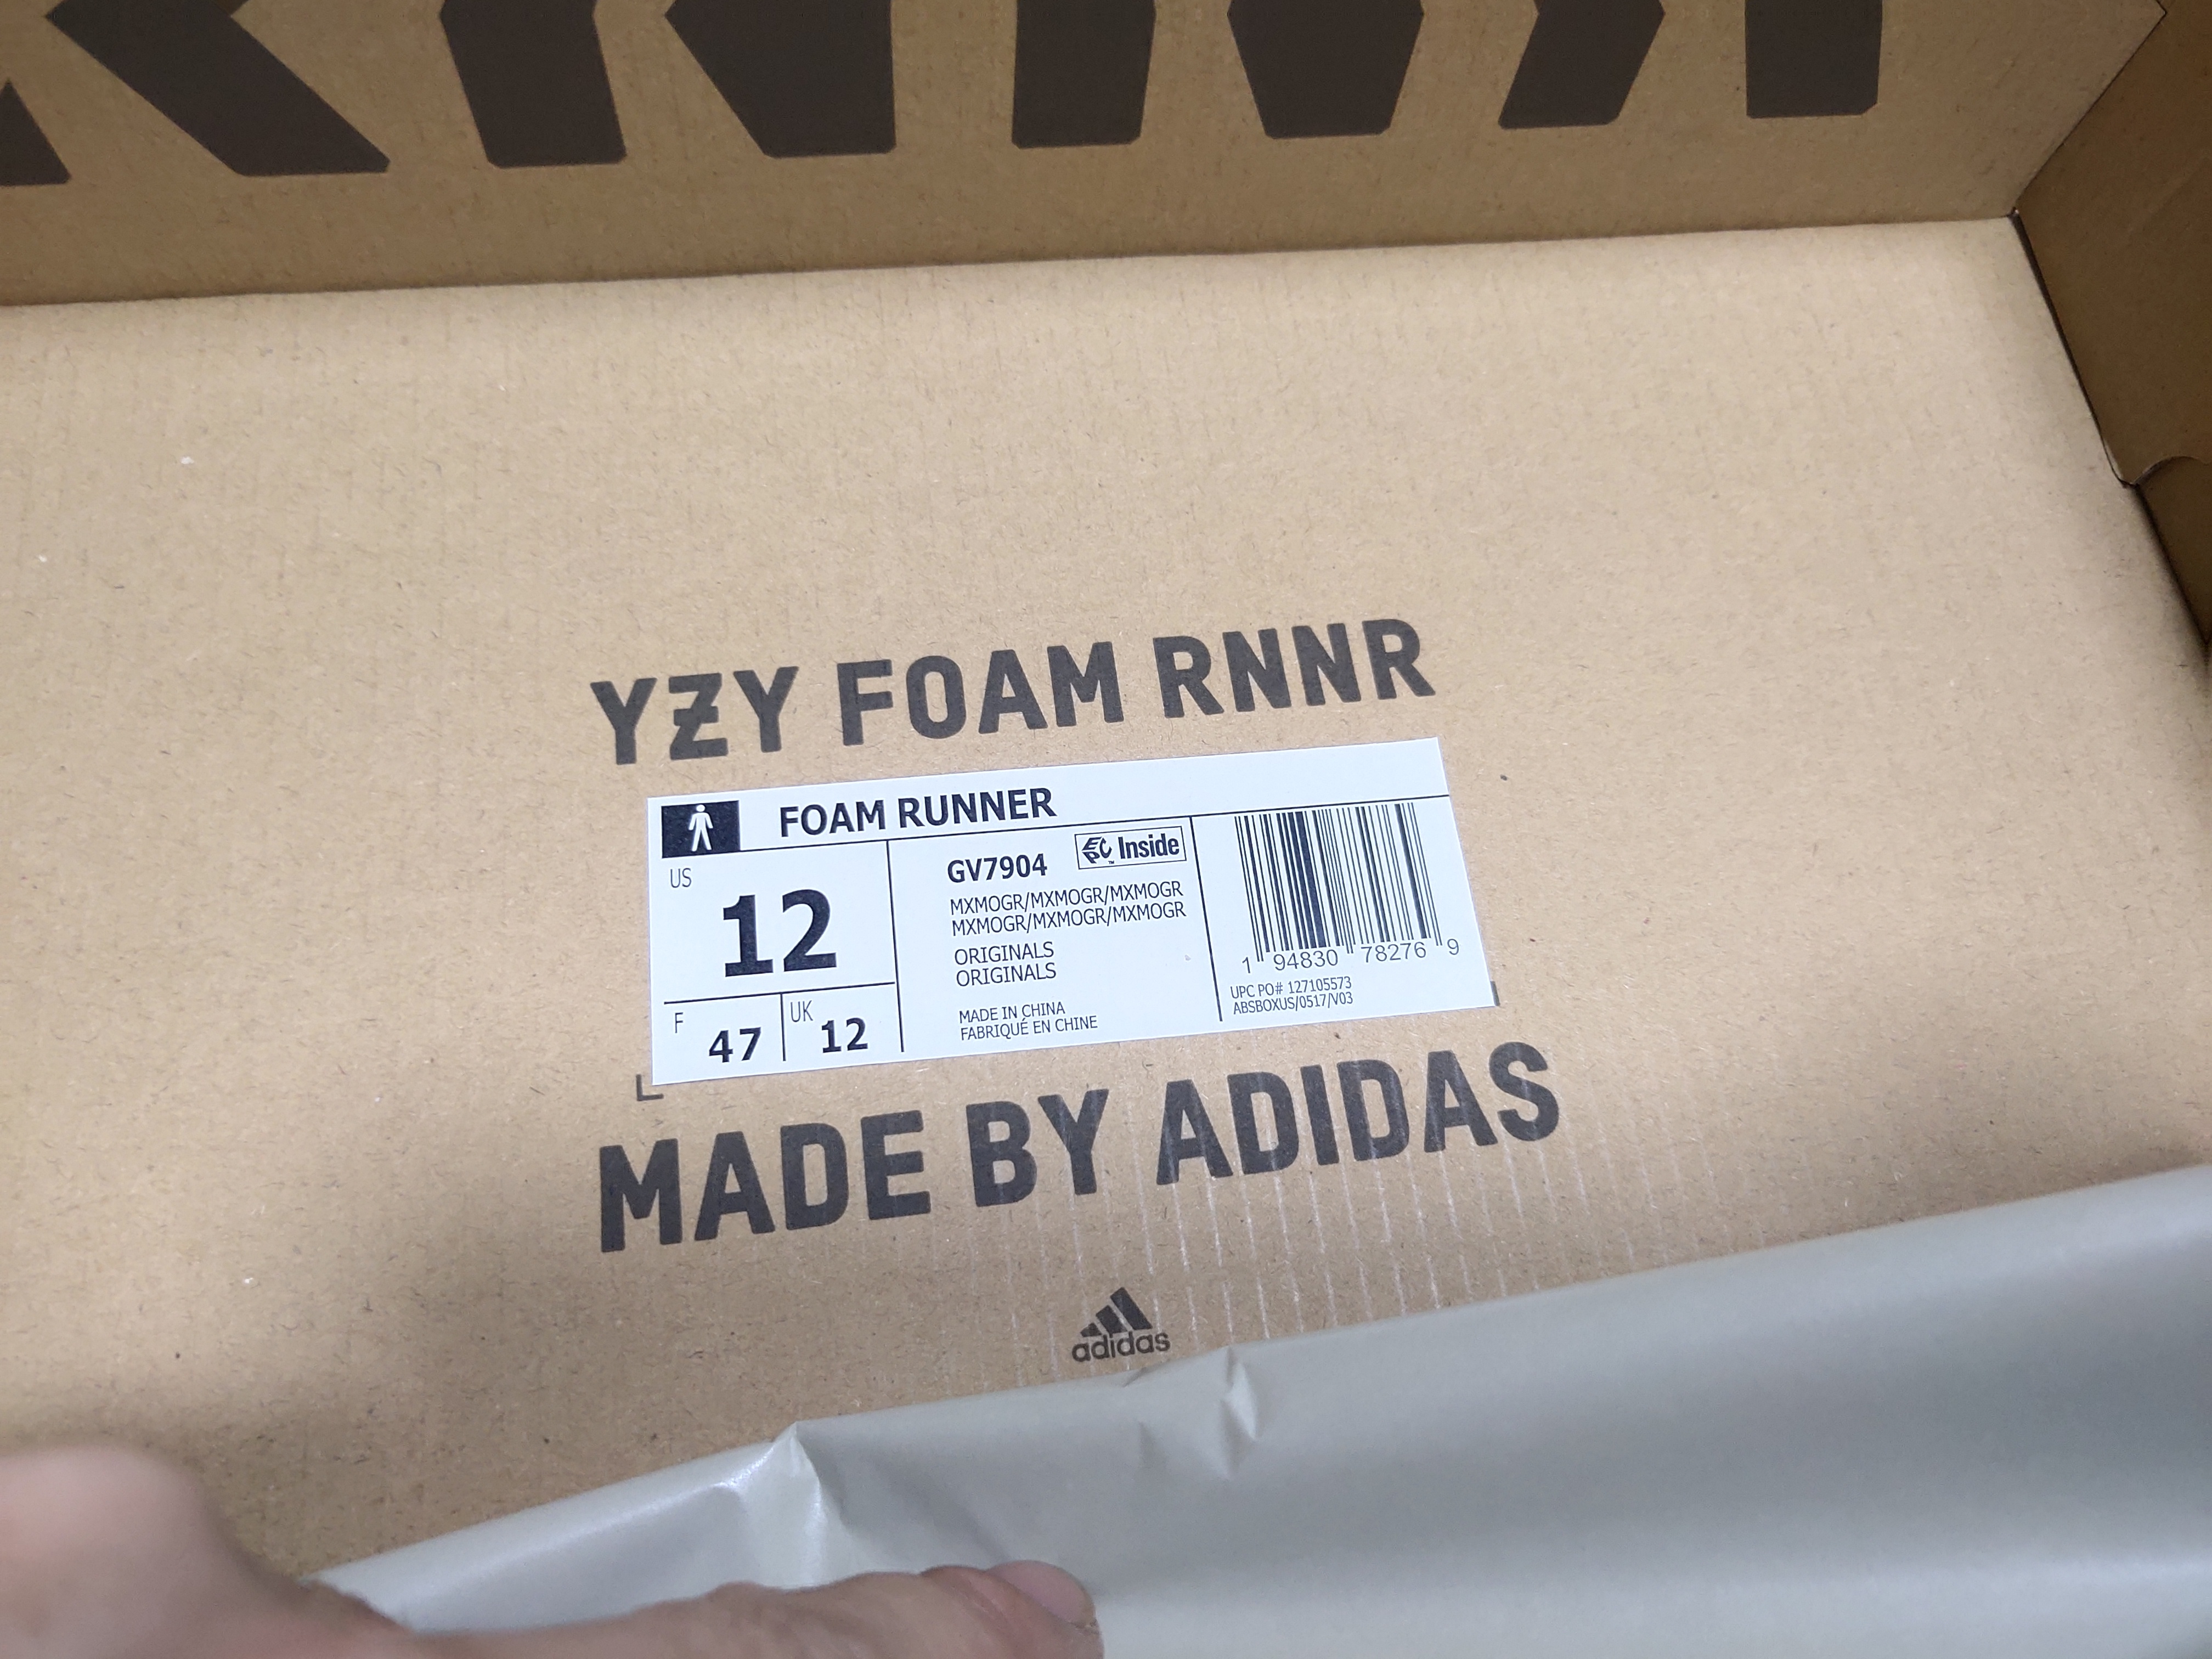 YZY FOAM RNNR
FOAM RUNNER
US
12
F 47
UK 12
GV7904
EPC Inside
™
MXMOGR/MXMOGR/MXMOGR
MXMOGR/MXMOGR/MXMOGR
ORIGINALS
ORIGINALS
MADE IN CHINA
FABRIQUÉ EN CHINE
1 94830 78276 9
UPC PO# 127105573
ABSBOXUS/0517/V03
MADE BY ADIDAS
adidas